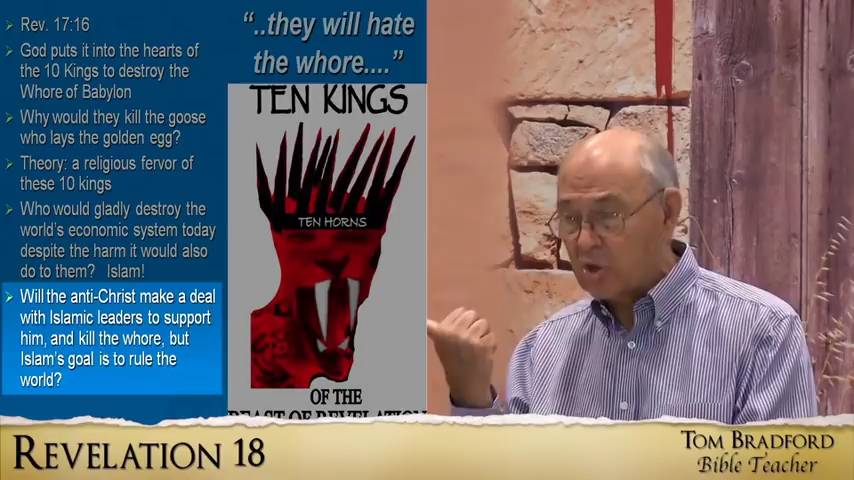 Rev. 17:16
God puts it into the hearts of
the 10 Kings to destroy the
Whore of Babylon
Why would they kill the goose
who lays the golden egg?
Theory: a religious fervor of
these 10 kings
Who would gladly destroy the
world's economic system today
despite the harm it would also
do to them? Islam!
Will the anti-Christ make a deal
with Islamic leaders to support
him, and kill the whore, but
Islam's goal is to rule the
world?
"..they will hate
the whore...."
TEN KINGS
TEN HORNS
OF THE
BEAST OF REVELATION
REVELATION 18
TOM BRADFORD
Bible Teacher